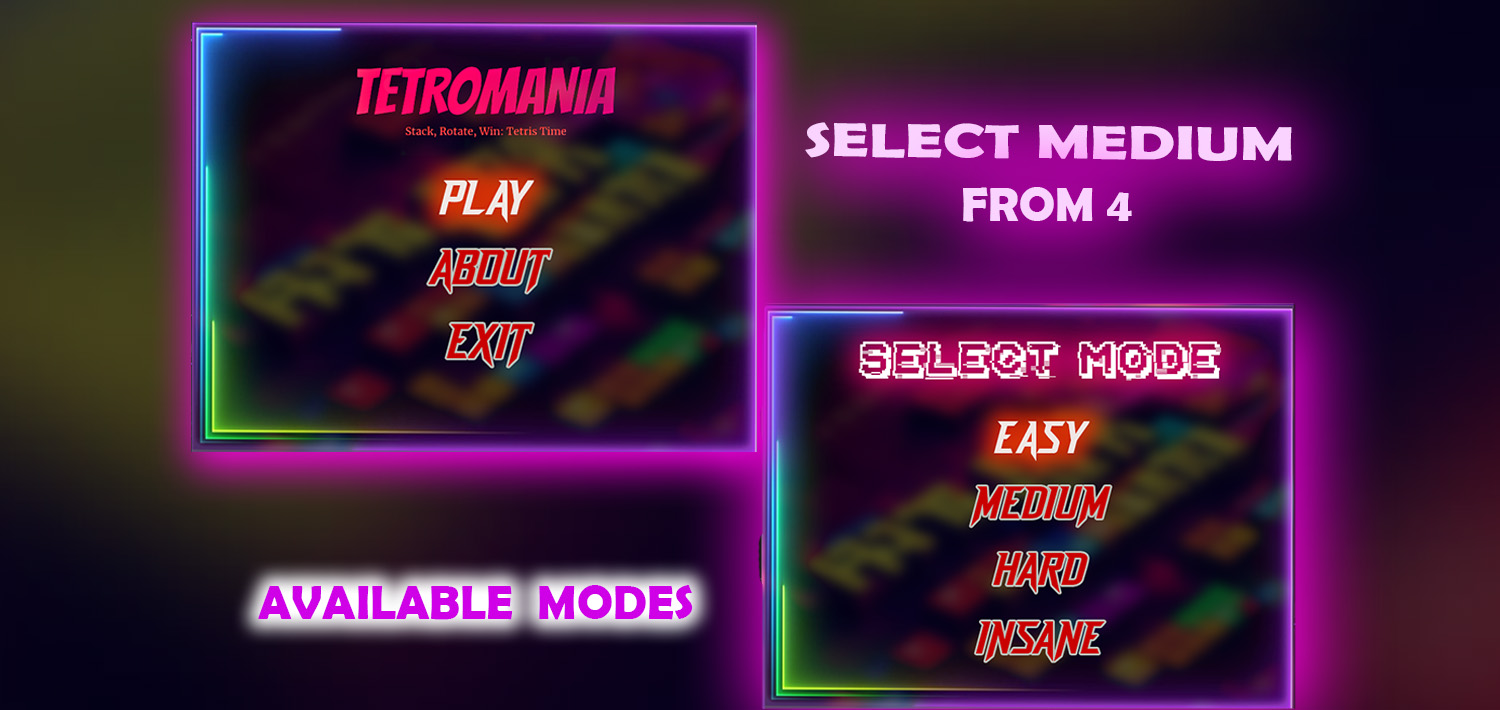 TETROMANIA
Stack, Rotate, Win: Tetris Time
PLAY
ABOUT
EXIT
SELECT MEDIUM
FROM 4
SELECT MODE
EASY
MEDIUM
HARD
INSANE
AVAILABLE MODES